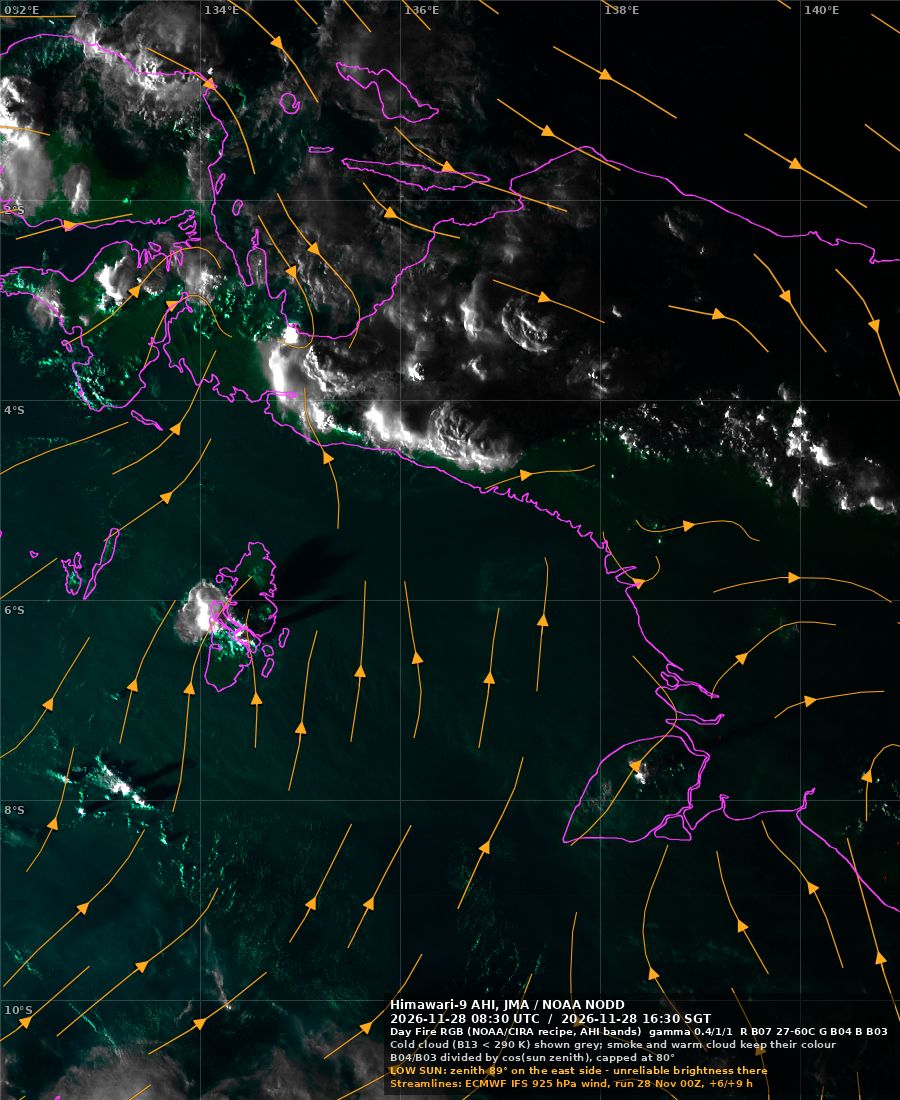 132°E
134°E
136°E
138°E
140°E
2°S
4°S
6°S
8°S
10°S
Himawari-9 AHI, JMA / NOAA NODD
2026-11-28 08:30 UTC / 2026-11-28 16:30 SGT
Day Fire RGB (NOAA/CIRA recipe, AHI bands) gamma 0.4/1/1 R B07 27-60C G B04 B B03
Cold cloud (B13 < 290 K) shown grey; smoke and warm cloud keep their colour
B04/B03 divided by cos(sun zenith), capped at 80°
LOW SUN: zenith 89° on the east side - unreliable brightness there
Streamlines: ECMWF IFS 925 hPa wind, run 28 Nov 00Z, +6/+9 h